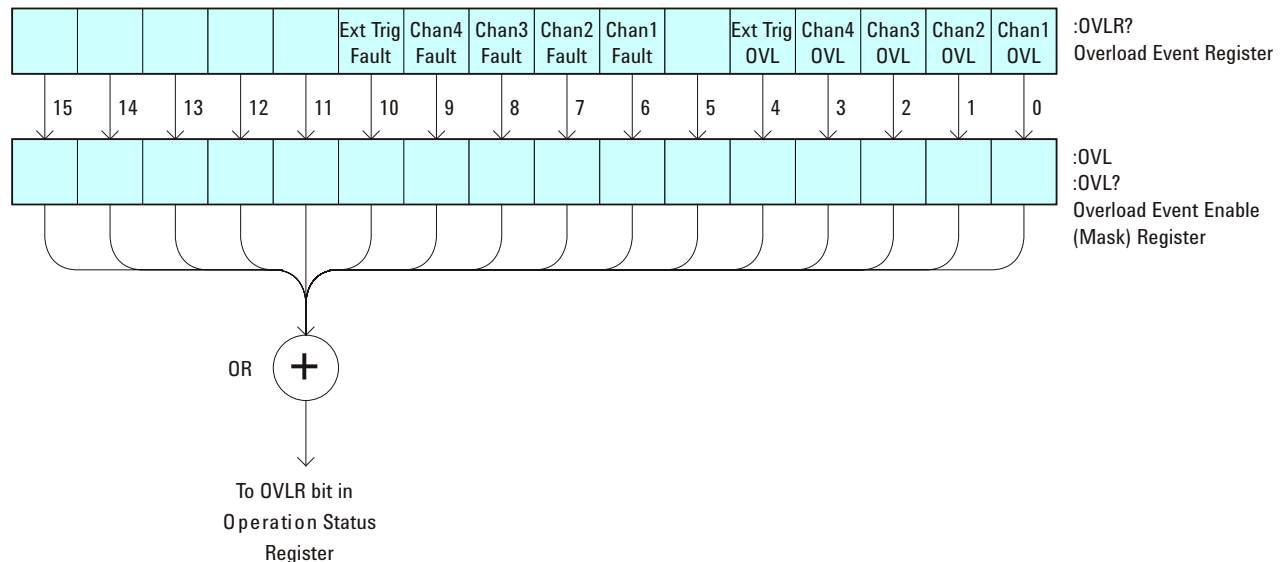 Ext Trig Fault
Chan4 Fault
Chan3 Fault
Chan2 Fault
Chan1 Fault
Ext Trig OVL
Chan4 OVL
Chan3 OVL
Chan2 OVL
Chan1 OVL
:OVLR?
Overload Event Register
15 14 13 12 11 10 9 8 7 6 5 4 3 2 1 0
:OVL
:OVL?
Overload Event Enable
(Mask) Register
OR +
To OVLR bit in
Operation Status
Register